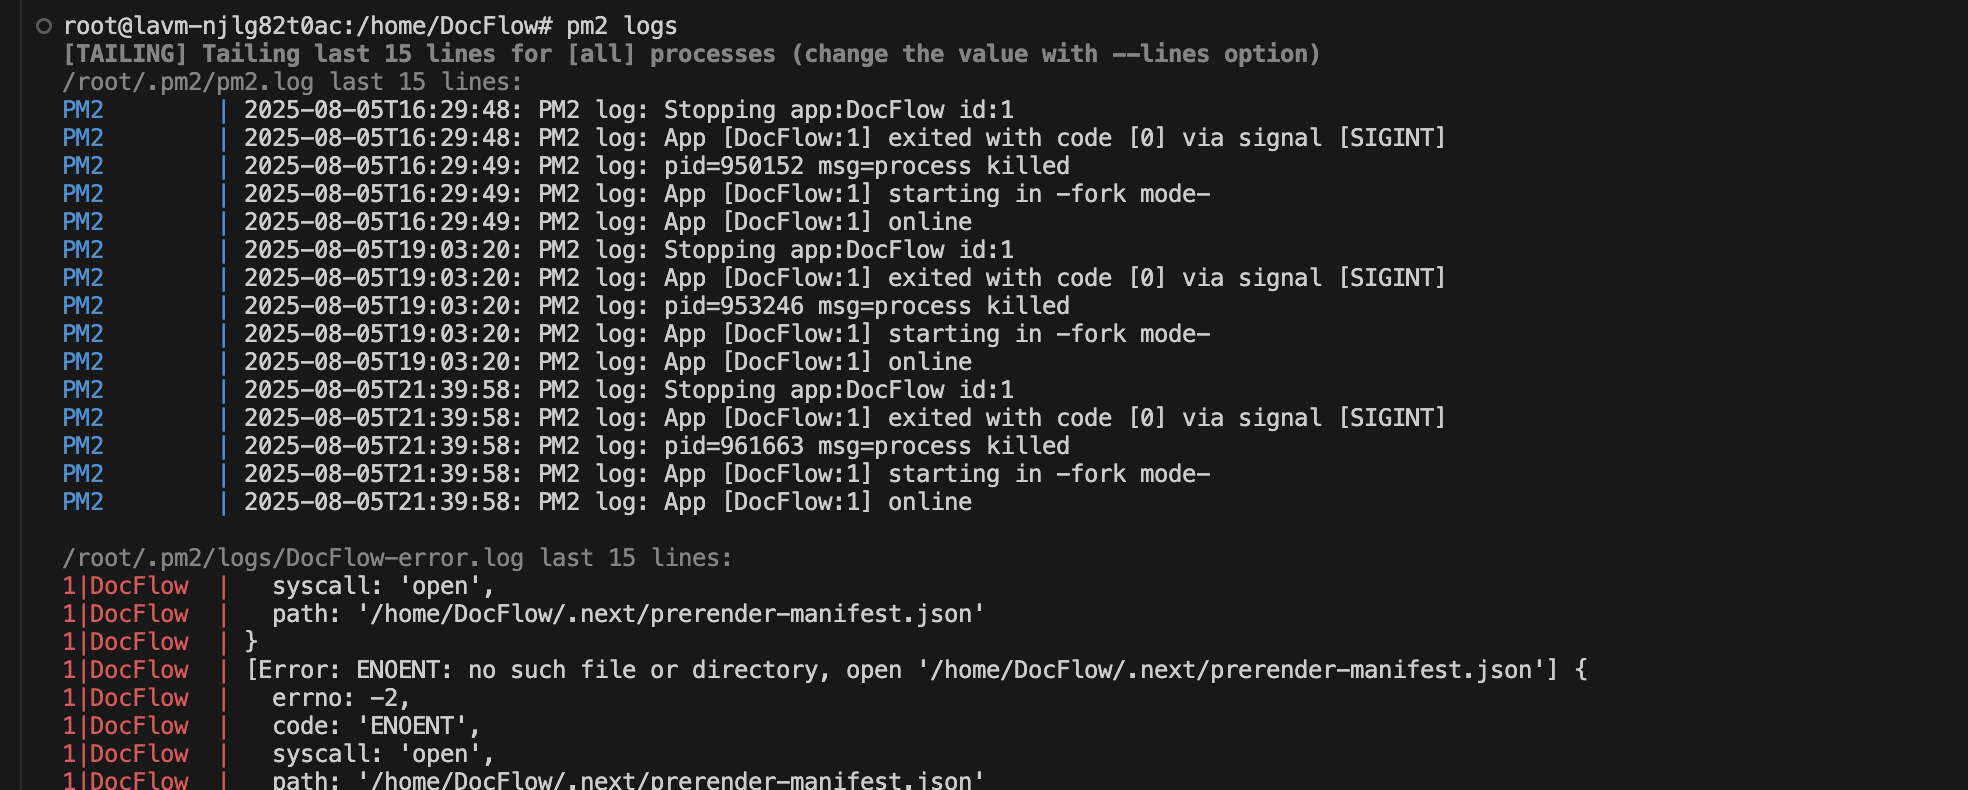 root@lavm-njlg82t0ac:/home/DocFlow# pm2 logs
[TAILING] Tailing last 15 lines for [all] processes (change the value with --lines option)
/root/.pm2/pm2.log last 15 lines:
PM2        | 2025-08-05T16:29:48: PM2 log: Stopping app:DocFlow id:1
PM2        | 2025-08-05T16:29:48: PM2 log: App [DocFlow:1] exited with code [0] via signal [SIGINT]
PM2        | 2025-08-05T16:29:49: PM2 log: pid=950152 msg=process killed
PM2        | 2025-08-05T16:29:49: PM2 log: App [DocFlow:1] starting in -fork mode-
PM2        | 2025-08-05T16:29:49: PM2 log: App [DocFlow:1] online
PM2        | 2025-08-05T19:03:20: PM2 log: Stopping app:DocFlow id:1
PM2        | 2025-08-05T19:03:20: PM2 log: App [DocFlow:1] exited with code [0] via signal [SIGINT]
PM2        | 2025-08-05T19:03:20: PM2 log: pid=953246 msg=process killed
PM2        | 2025-08-05T19:03:20: PM2 log: App [DocFlow:1] starting in -fork mode-
PM2        | 2025-08-05T19:03:20: PM2 log: App [DocFlow:1] online
PM2        | 2025-08-05T21:39:58: PM2 log: Stopping app:DocFlow id:1
PM2        | 2025-08-05T21:39:58: PM2 log: App [DocFlow:1] exited with code [0] via signal [SIGINT]
PM2        | 2025-08-05T21:39:58: PM2 log: pid=961663 msg=process killed
PM2        | 2025-08-05T21:39:58: PM2 log: App [DocFlow:1] starting in -fork mode-
PM2        | 2025-08-05T21:39:58: PM2 log: App [DocFlow:1] online
/root/.pm2/logs/DocFlow-error.log last 15 lines:
1|DocFlow  |   syscall: 'open',
1|DocFlow  |   path: '/home/DocFlow/.next/prerender-manifest.json'
1|DocFlow  | }
1|DocFlow  | [Error: ENOENT: no such file or directory, open '/home/DocFlow/.next/prerender-manifest.json'] {
1|DocFlow  |   errno: -2,
1|DocFlow  |   code: 'ENOENT',
1|DocFlow  |   syscall: 'open',
1|DocFlow  |   path: '/home/DocFlow/.next/prerender-manifest.json'